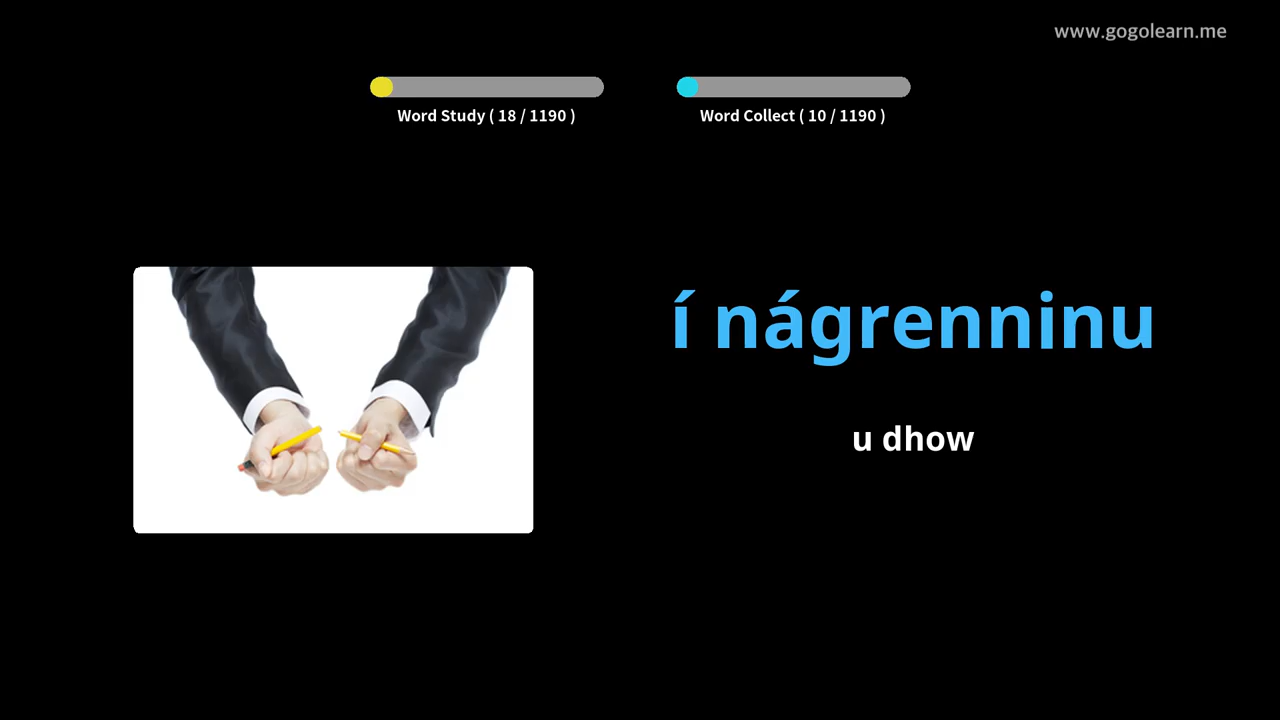 www.gogolearn.me
Word Study ( 18 / 1190 )
Word Collect ( 10 / 1190 )
í nágrenninu
u dhow